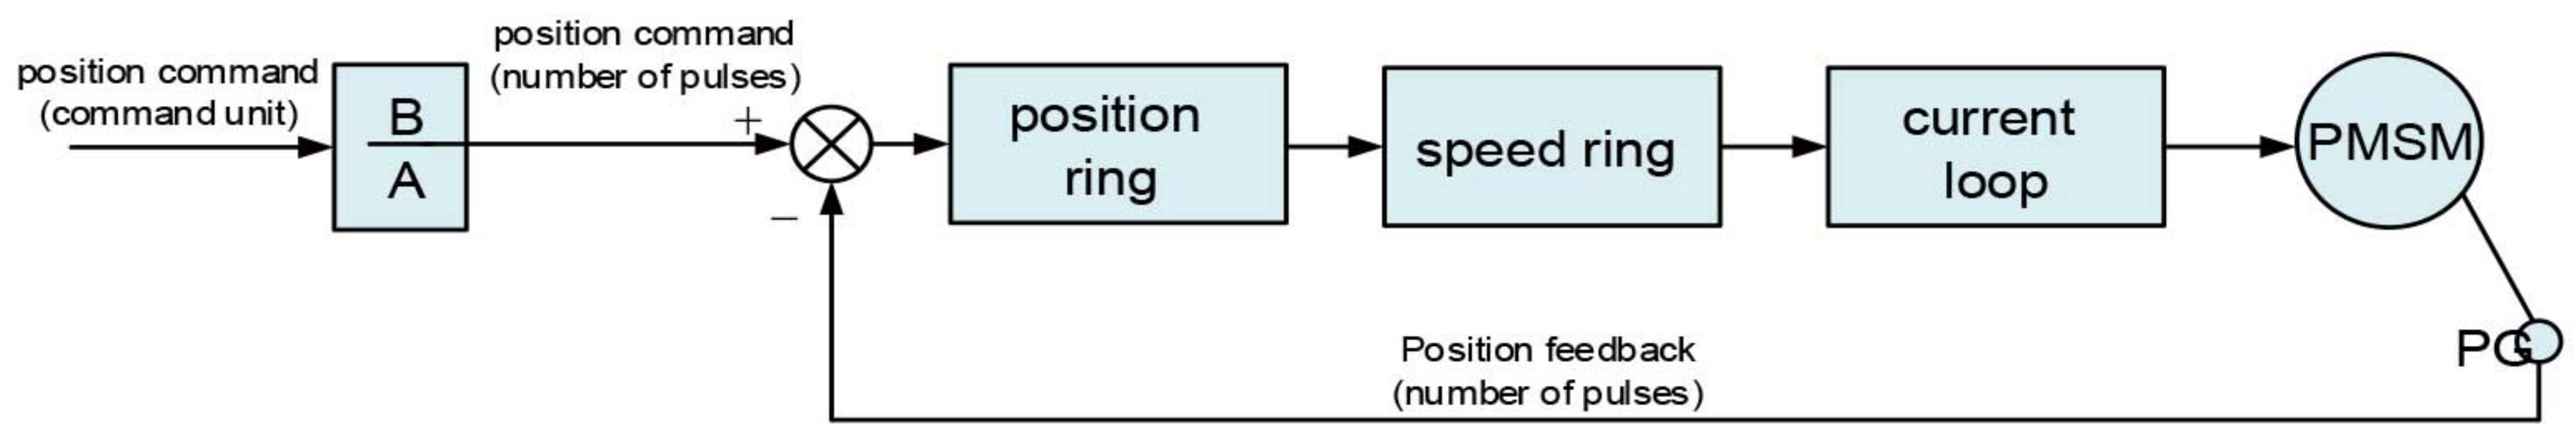 position command
(command unit)
B
A
position command
(number of pulses)
+
−
position
ring
speed ring
current
loop
PMSM
PG
Position feedback
(number of pulses)